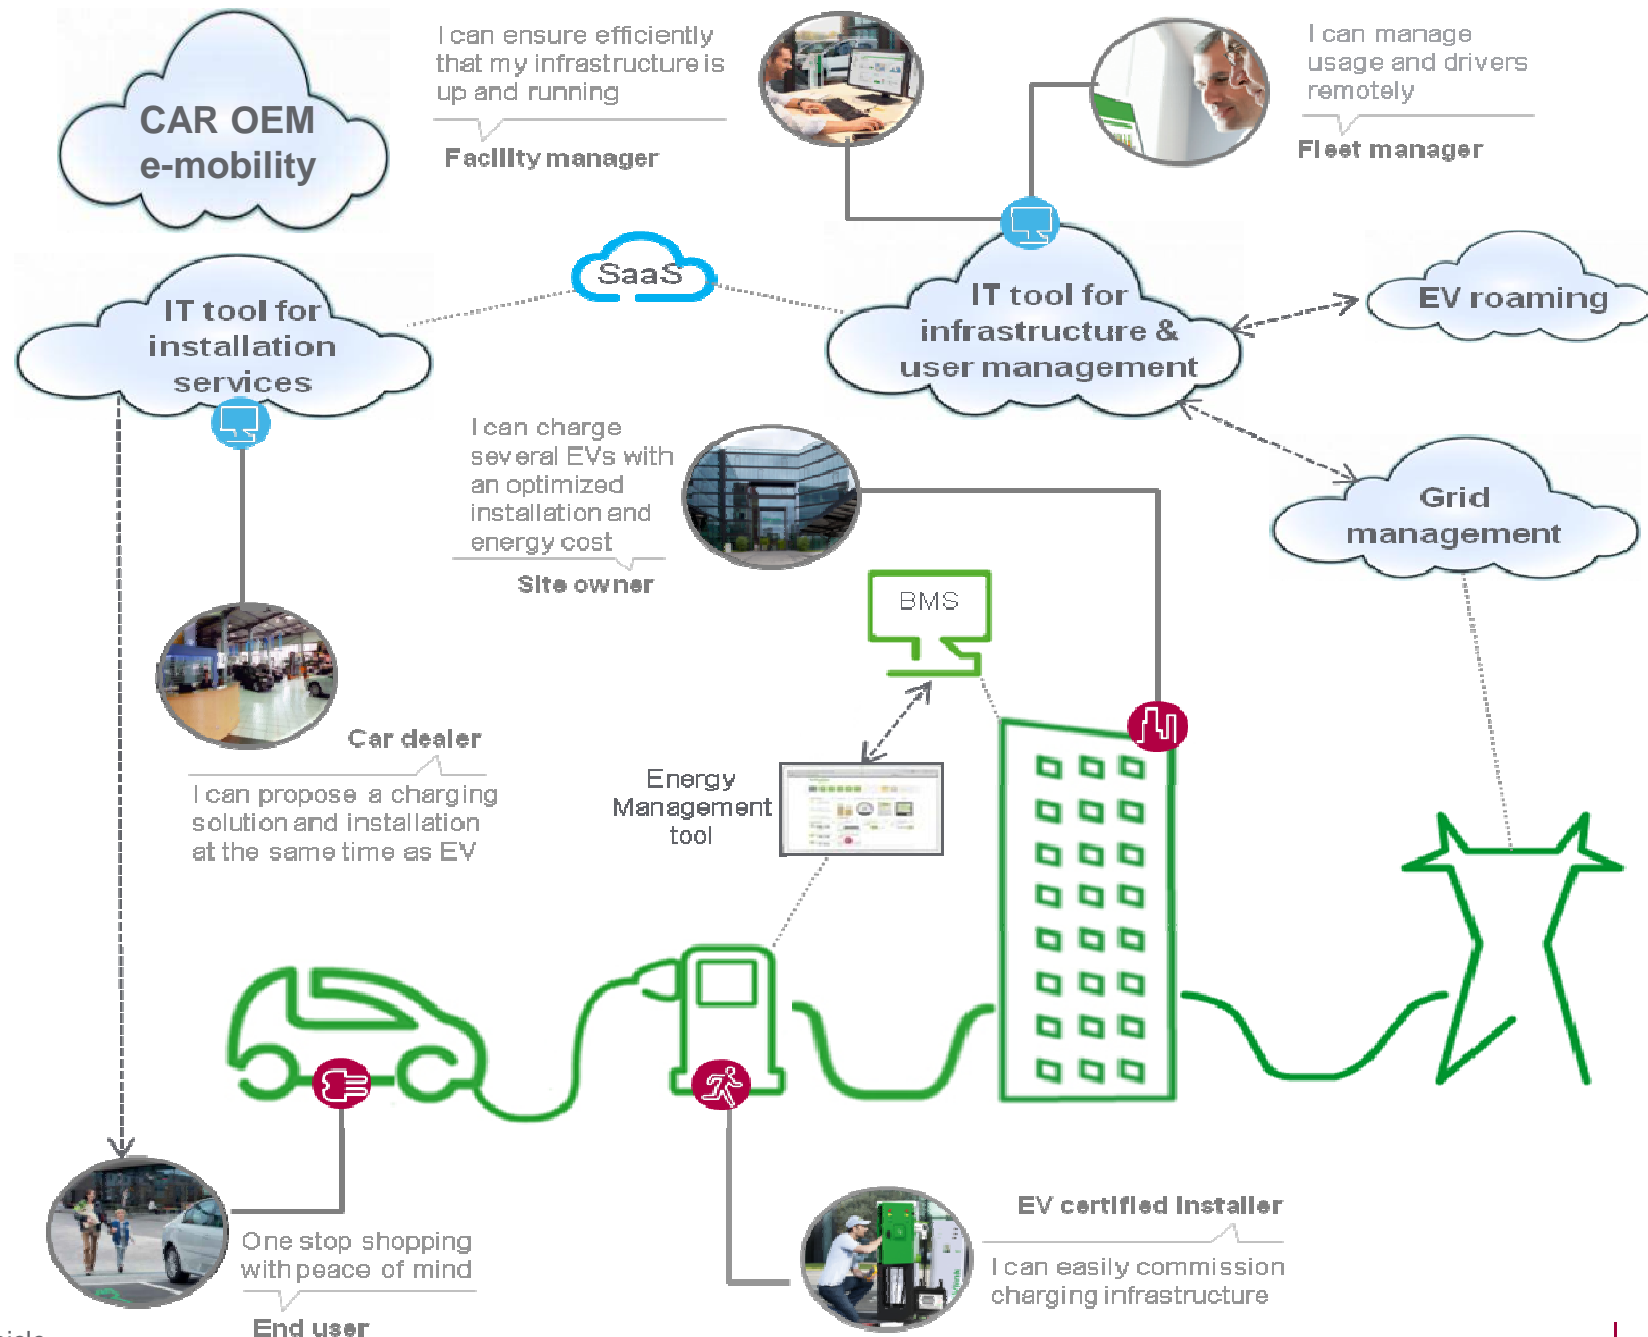 CAR OEM
e-mobility
I can ensure efficiently
that my infrastructure is
up and running
Facility manager
I can manage
usage and drivers
remotely
Fleet manager
SaaS
IT tool for
installation
services
IT tool for
infrastructure &
user management
EV roaming
I can charge
several EVs with
an optimized
installation and
energy cost
Site owner
Grid
management
BMS
Car dealer
I can propose a charging
solution and installation
at the same time as EV
Energy
Management
tool
One stop shopping
with peace of mind
End user
EV certified installer
I can easily commission
charging infrastructure